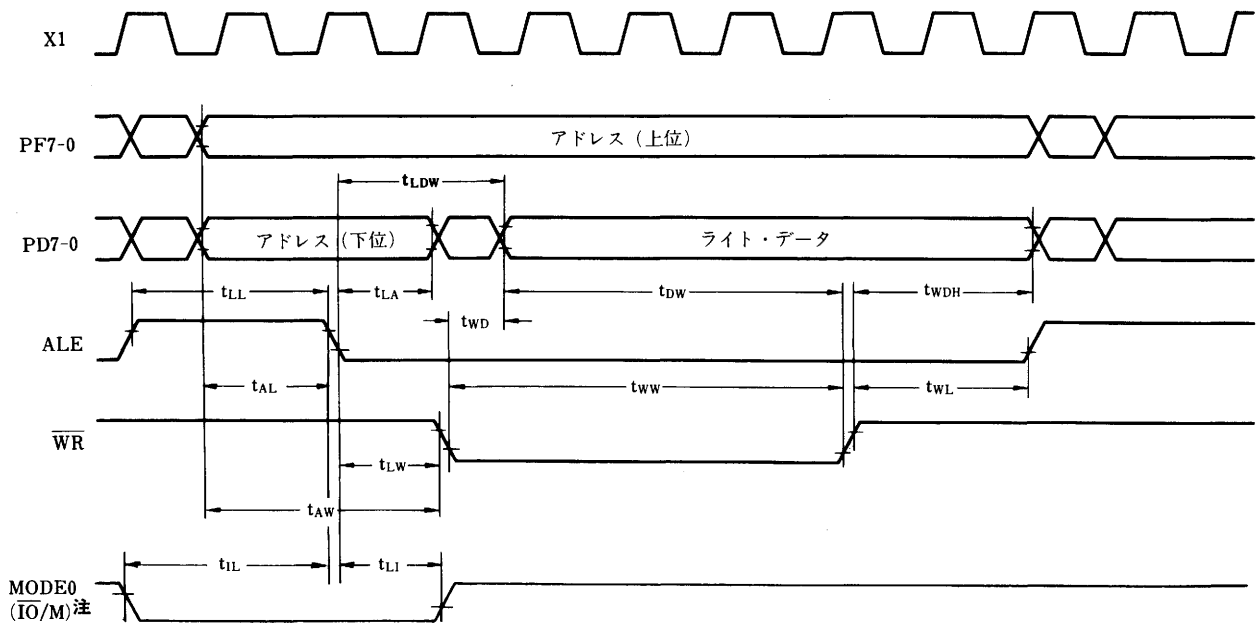 X1
PF7-0
アドレス (上位)
tLDW
PD7-0
アドレス (下位)
ライト・データ
tLL
tLA
tDW
tWDH
tWD
ALE
tAL
tWW
tWL
WR
tLW
tAW
tIL
tLI
MODE0
(IO/M)注